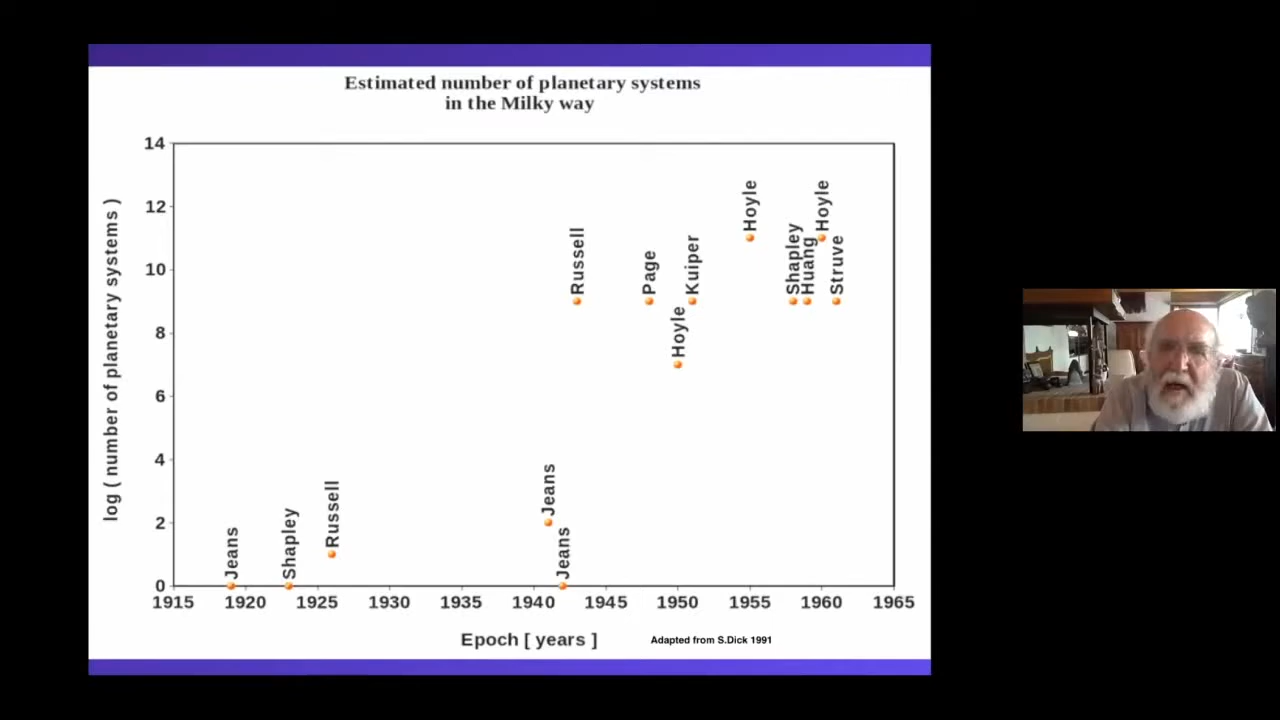 Estimated number of planetary systems
in the Milky way
14
12
10
8
6
4
2
0
log ( number of planetary systems )
Jeans
Shapley
Russell
Jeans
Jeans
Russell
Page
Hoyle
Kuiper
Hoyle
Shapley
Huang
Hoyle
Struve
1915 1920 1925 1930 1935 1940 1945 1950 1955 1960 1965
Epoch [ years ]
Adapted from S.Dick 1991